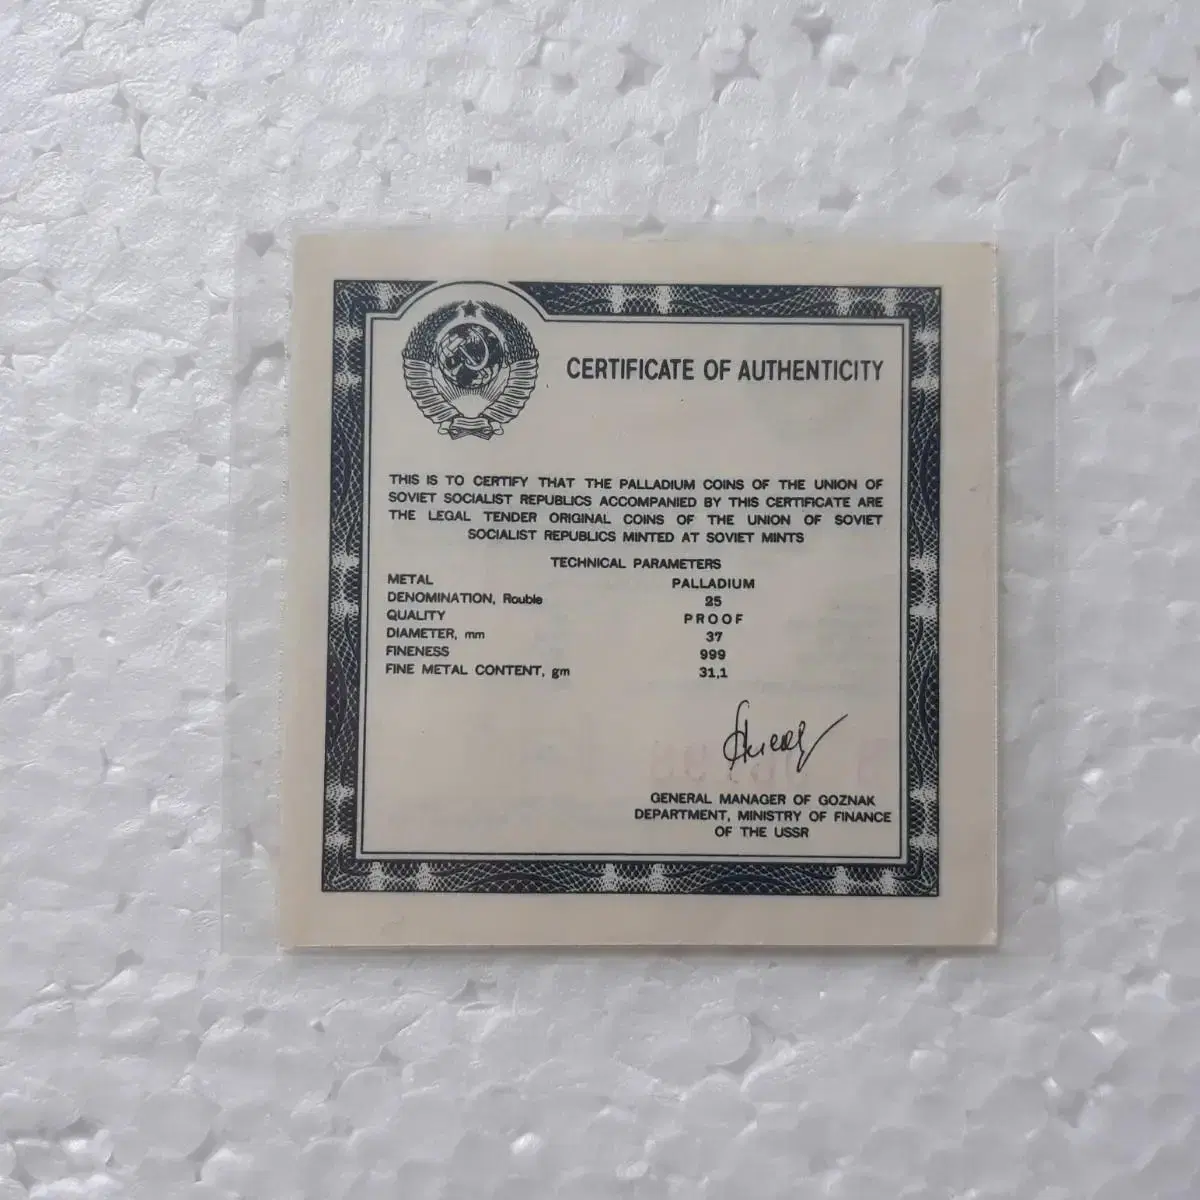 CERTIFICATE OF AUTHENTICITY
THIS IS TO CERTIFY THAT THE PALLADIUM COINS OF THE UNION OF
SOVIET SOCIALIST REPUBLICS ACCOMPANIED BY THIS CERTIFICATE ARE
THE LEGAL TENDER ORIGINAL COINS OF THE UNION OF SOVIET
SOCIALIST REPUBLICS MINTED AT SOVIET MINTS
TECHNICAL PARAMETERS
METAL PALLADIUM
DENOMINATION, Rouble 25
QUALITY PROOF
DIAMETER, mm 37
FINENESS 999
FINE METAL CONTENT, gm 31,1
GENERAL MANAGER OF GOZNAK
DEPARTMENT, MINISTRY OF FINANCE
OF THE USSR